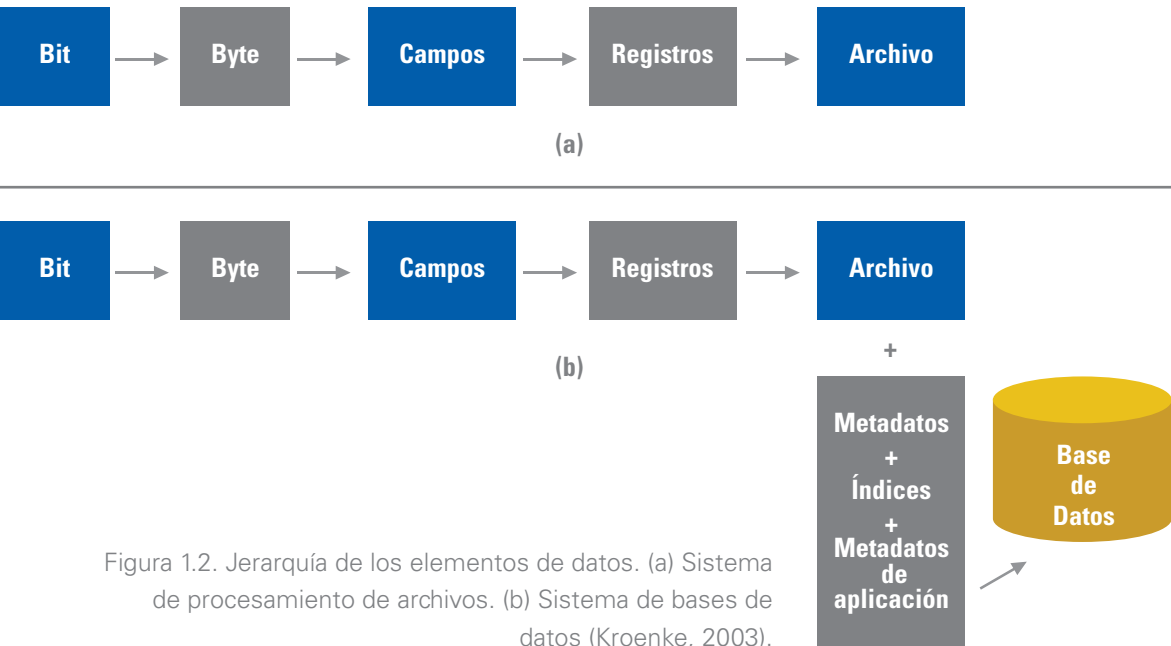 Bit
Byte
Campos
Registros
Archivo
(a)
Bit
Byte
Campos
Registros
Archivo
(b)
+
Metadatos
+
Índices
+
Metadatos
de
aplicación
Base
de
Datos
Figura 1.2. Jerarquía de los elementos de datos. (a) Sistema
de procesamiento de archivos. (b) Sistema de bases de
datos (Kroenke, 2003).